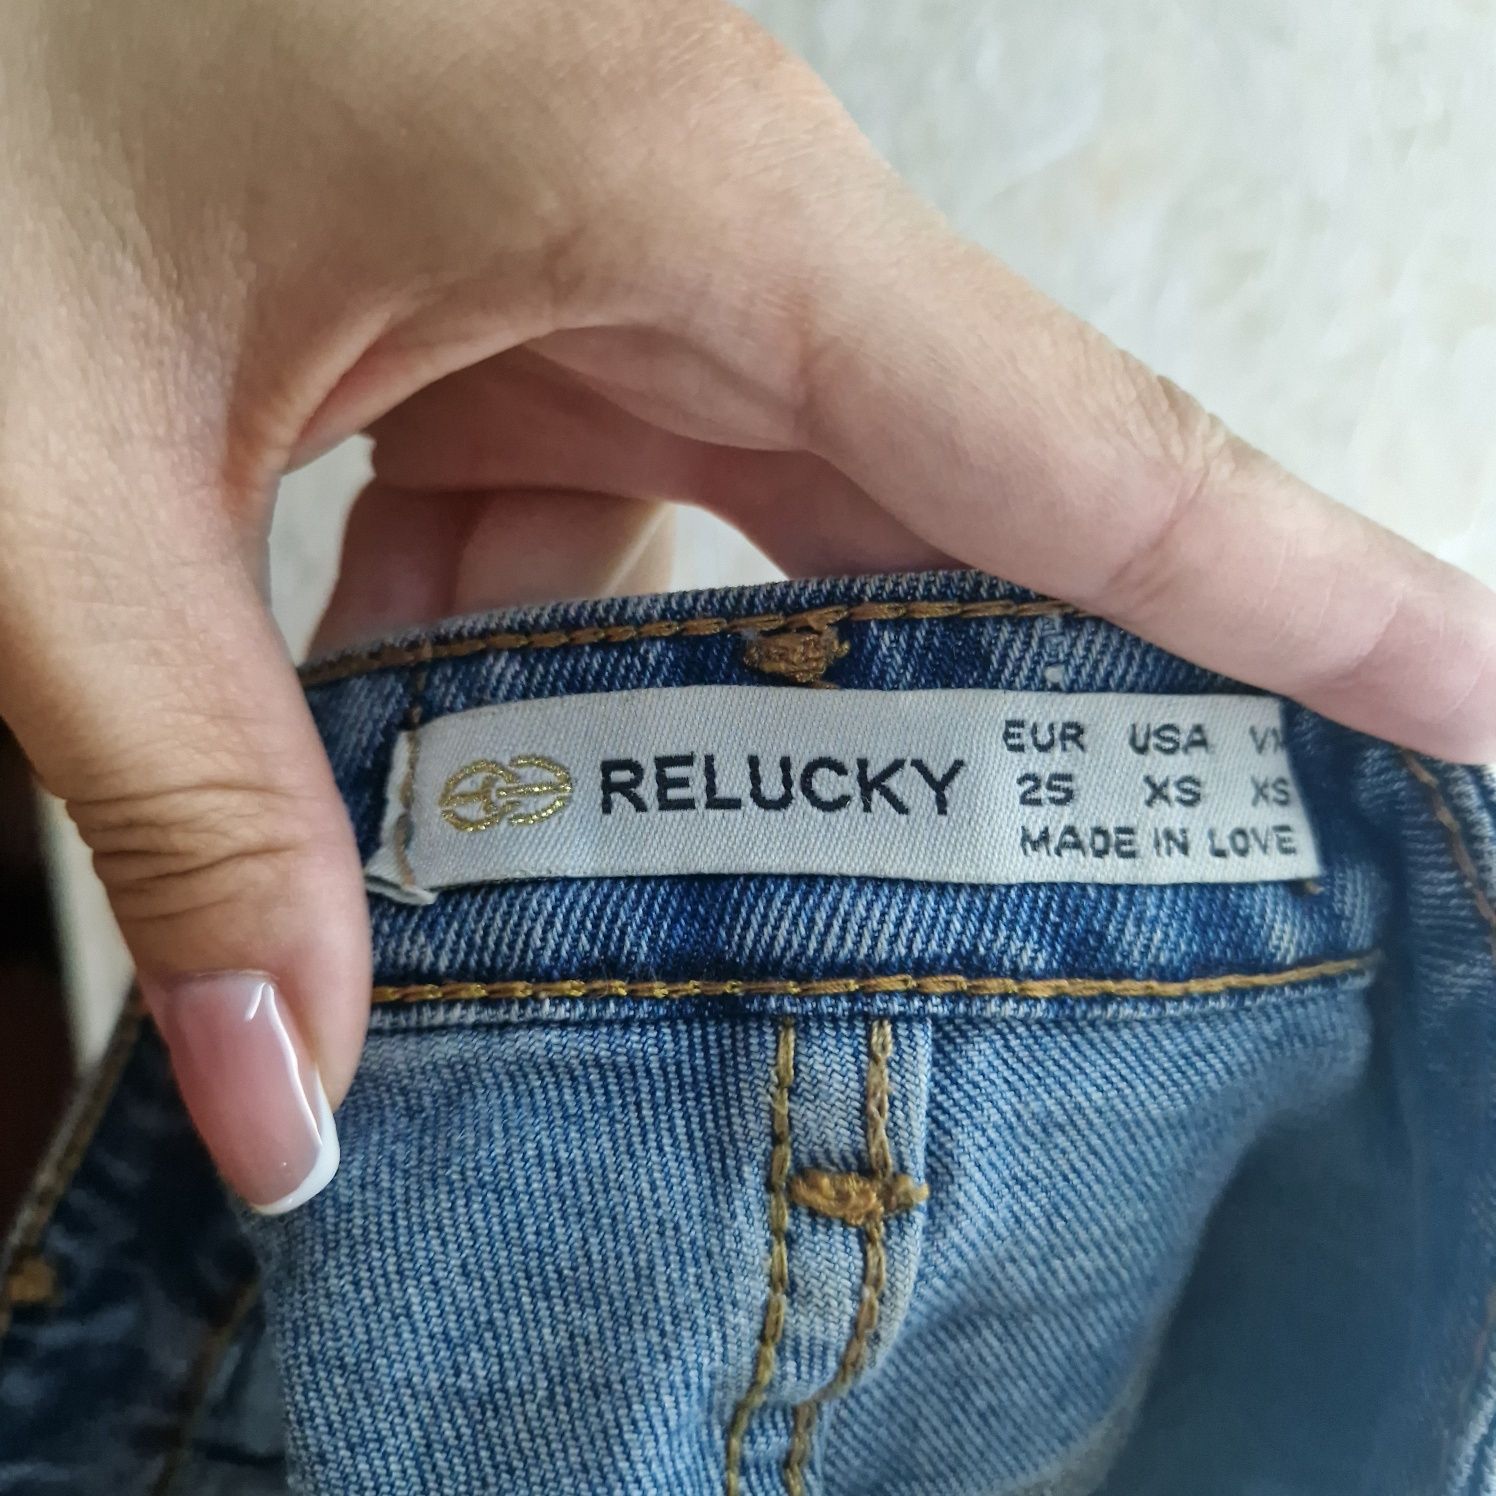 RELUCKY
EUR USA
25 XS XS
MADE IN LOVE